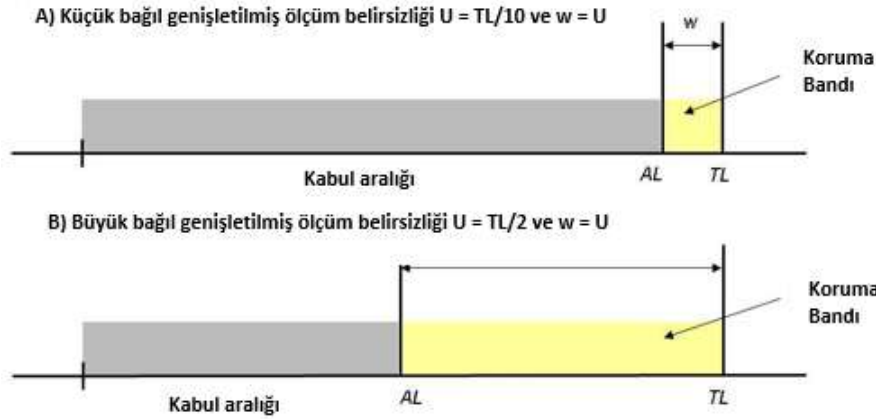 A) Küçük bağıl genişletilmiş ölçüm belirsizliği U = TL/10 ve w = U
w
Koruma
Bandı
Kabul aralığı
AL
TL
B) Büyük bağıl genişletilmiş ölçüm belirsizliği U = TL/2 ve w = U
Koruma
Bandı
Kabul aralığı
AL
TL